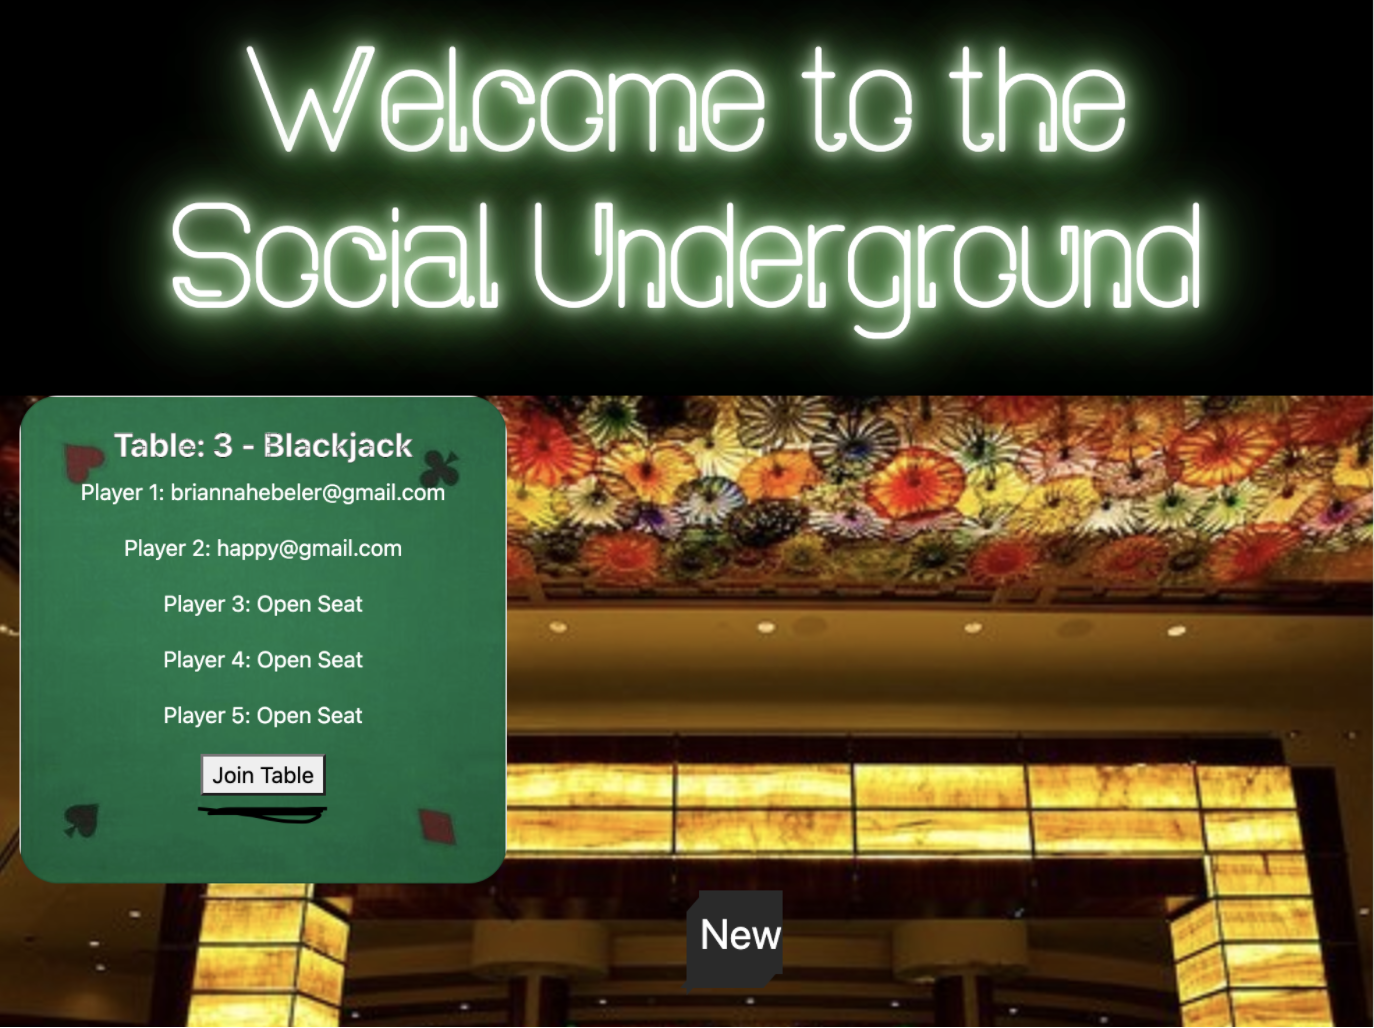 Welcome to the
Social Underground
Table: 3 - Blackjack
Player 1: briannahebeler@gmail.com
Player 2: happy@gmail.com
Player 3: Open Seat
Player 4: Open Seat
Player 5: Open Seat
Join Table
New